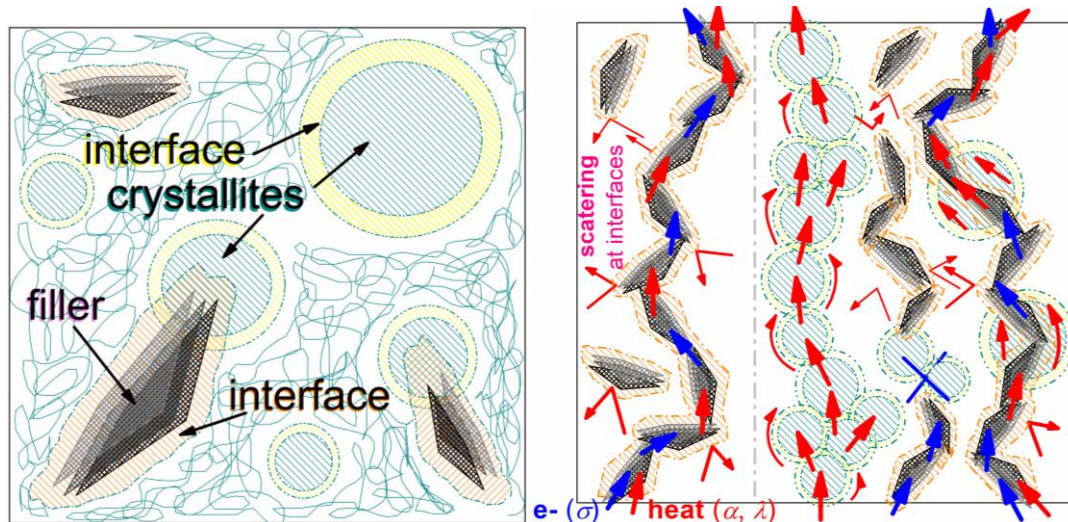 interface
crystallites
filler
interface
scatering
at interfaces
e- (σ)
heat (α, λ)